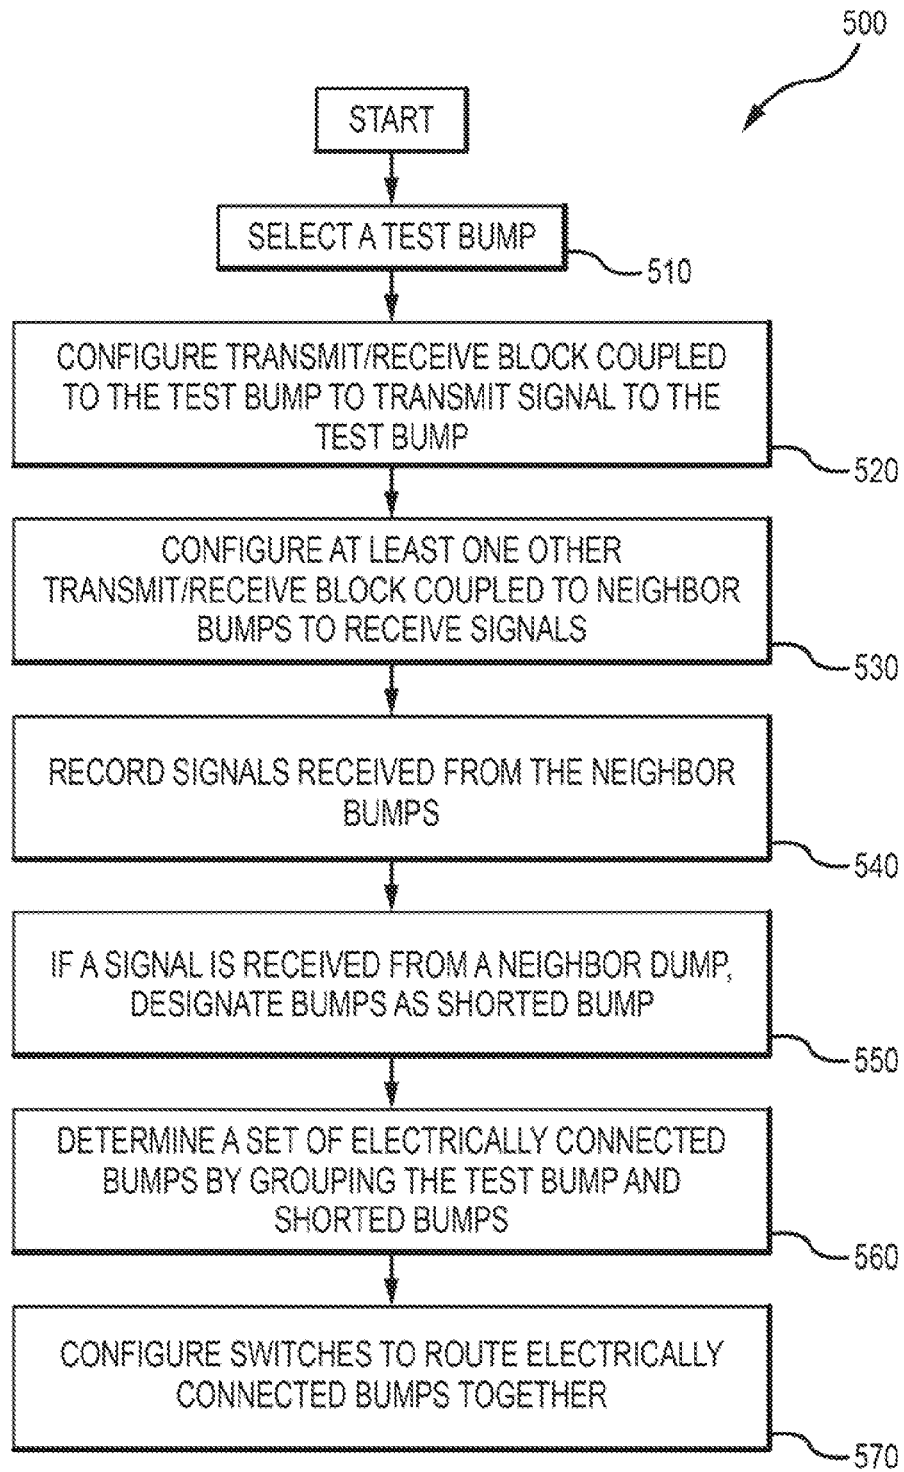 500
START
SELECT A TEST BUMP
510
CONFIGURE TRANSMIT/RECEIVE BLOCK COUPLED
TO THE TEST BUMP TO TRANSMIT SIGNAL TO THE
TEST BUMP
520
CONFIGURE AT LEAST ONE OTHER
TRANSMIT/RECEIVE BLOCK COUPLED TO NEIGHBOR
BUMPS TO RECEIVE SIGNALS
530
RECORD SIGNALS RECEIVED FROM THE NEIGHBOR
BUMPS
540
IF A SIGNAL IS RECEIVED FROM A NEIGHBOR DUMP,
DESIGNATE BUMPS AS SHORTED BUMP
550
DETERMINE A SET OF ELECTRICALLY CONNECTED
BUMPS BY GROUPING THE TEST BUMP AND
SHORTED BUMPS
560
CONFIGURE SWITCHES TO ROUTE ELECTRICALLY
CONNECTED BUMPS TOGETHER
570